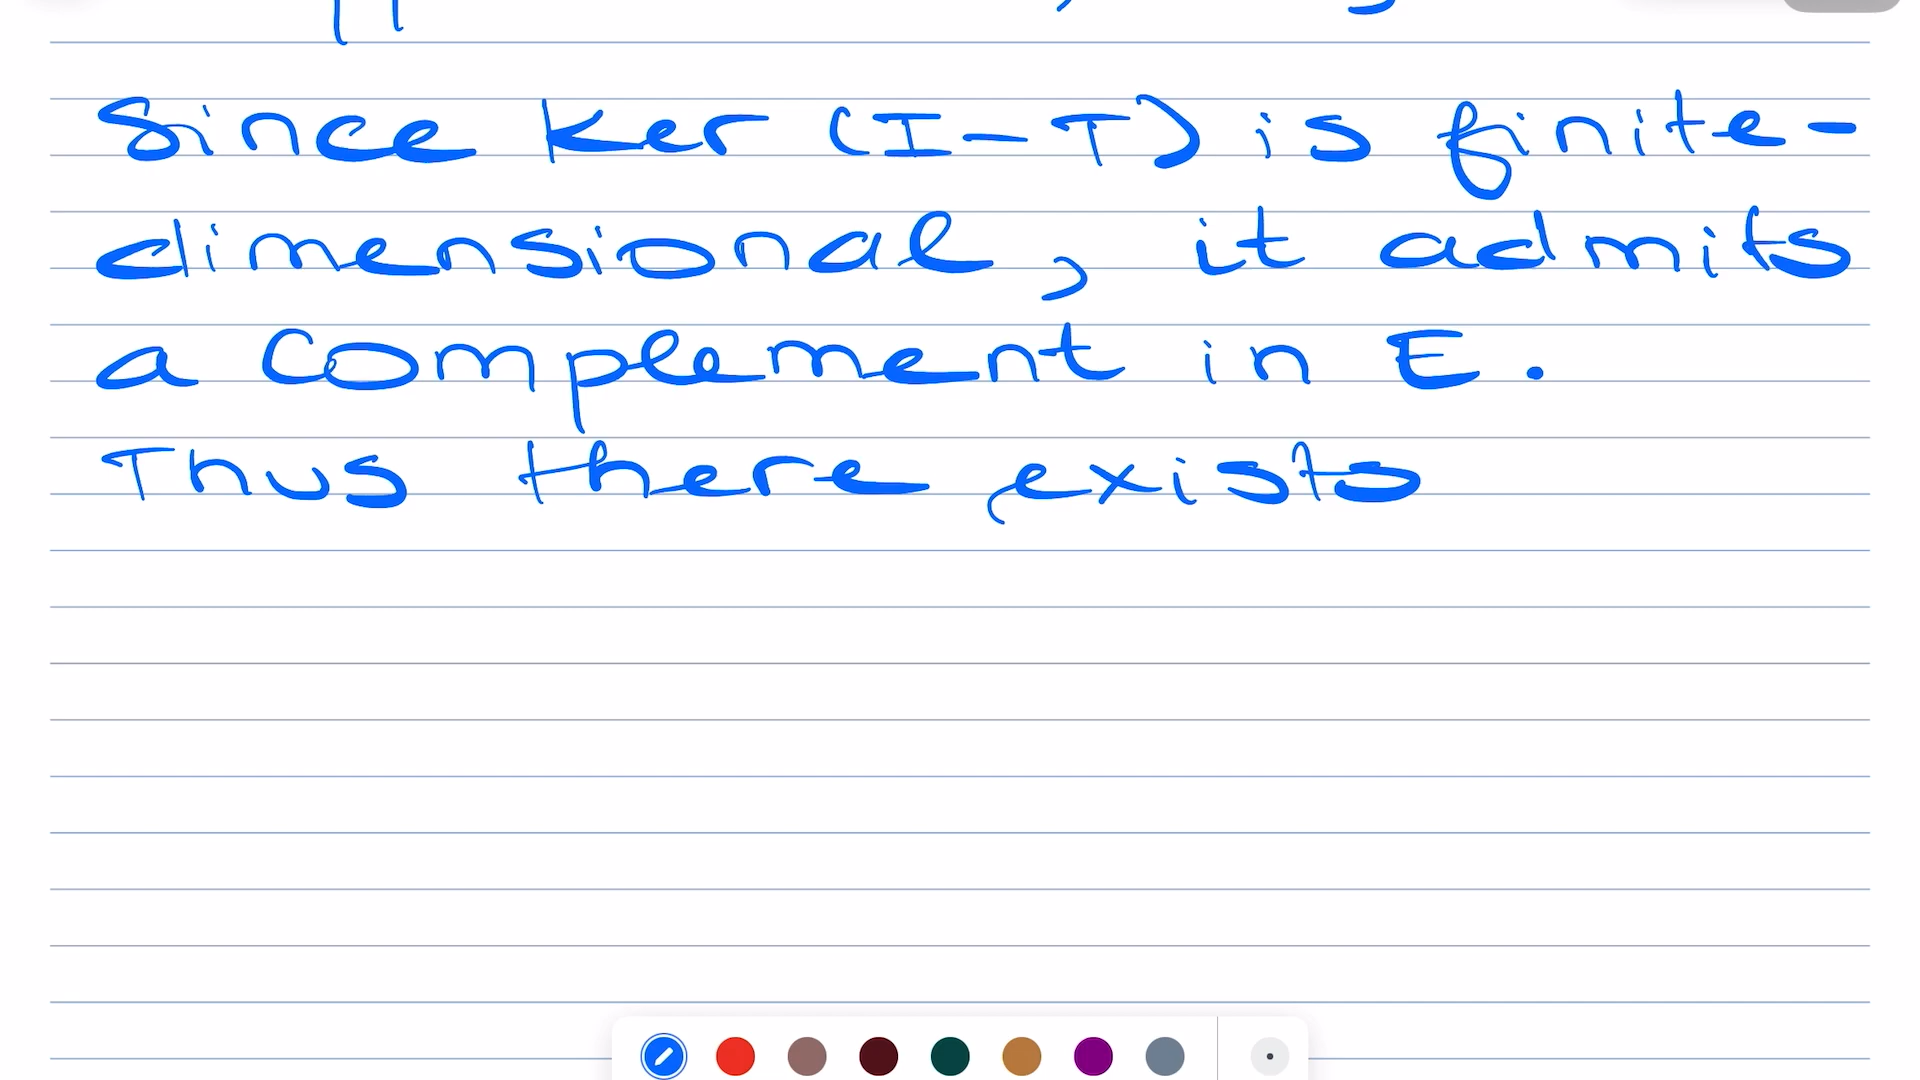 Since ker (I-T) is finite-
dimensional, it admits
a complement in E.
Thus there exists